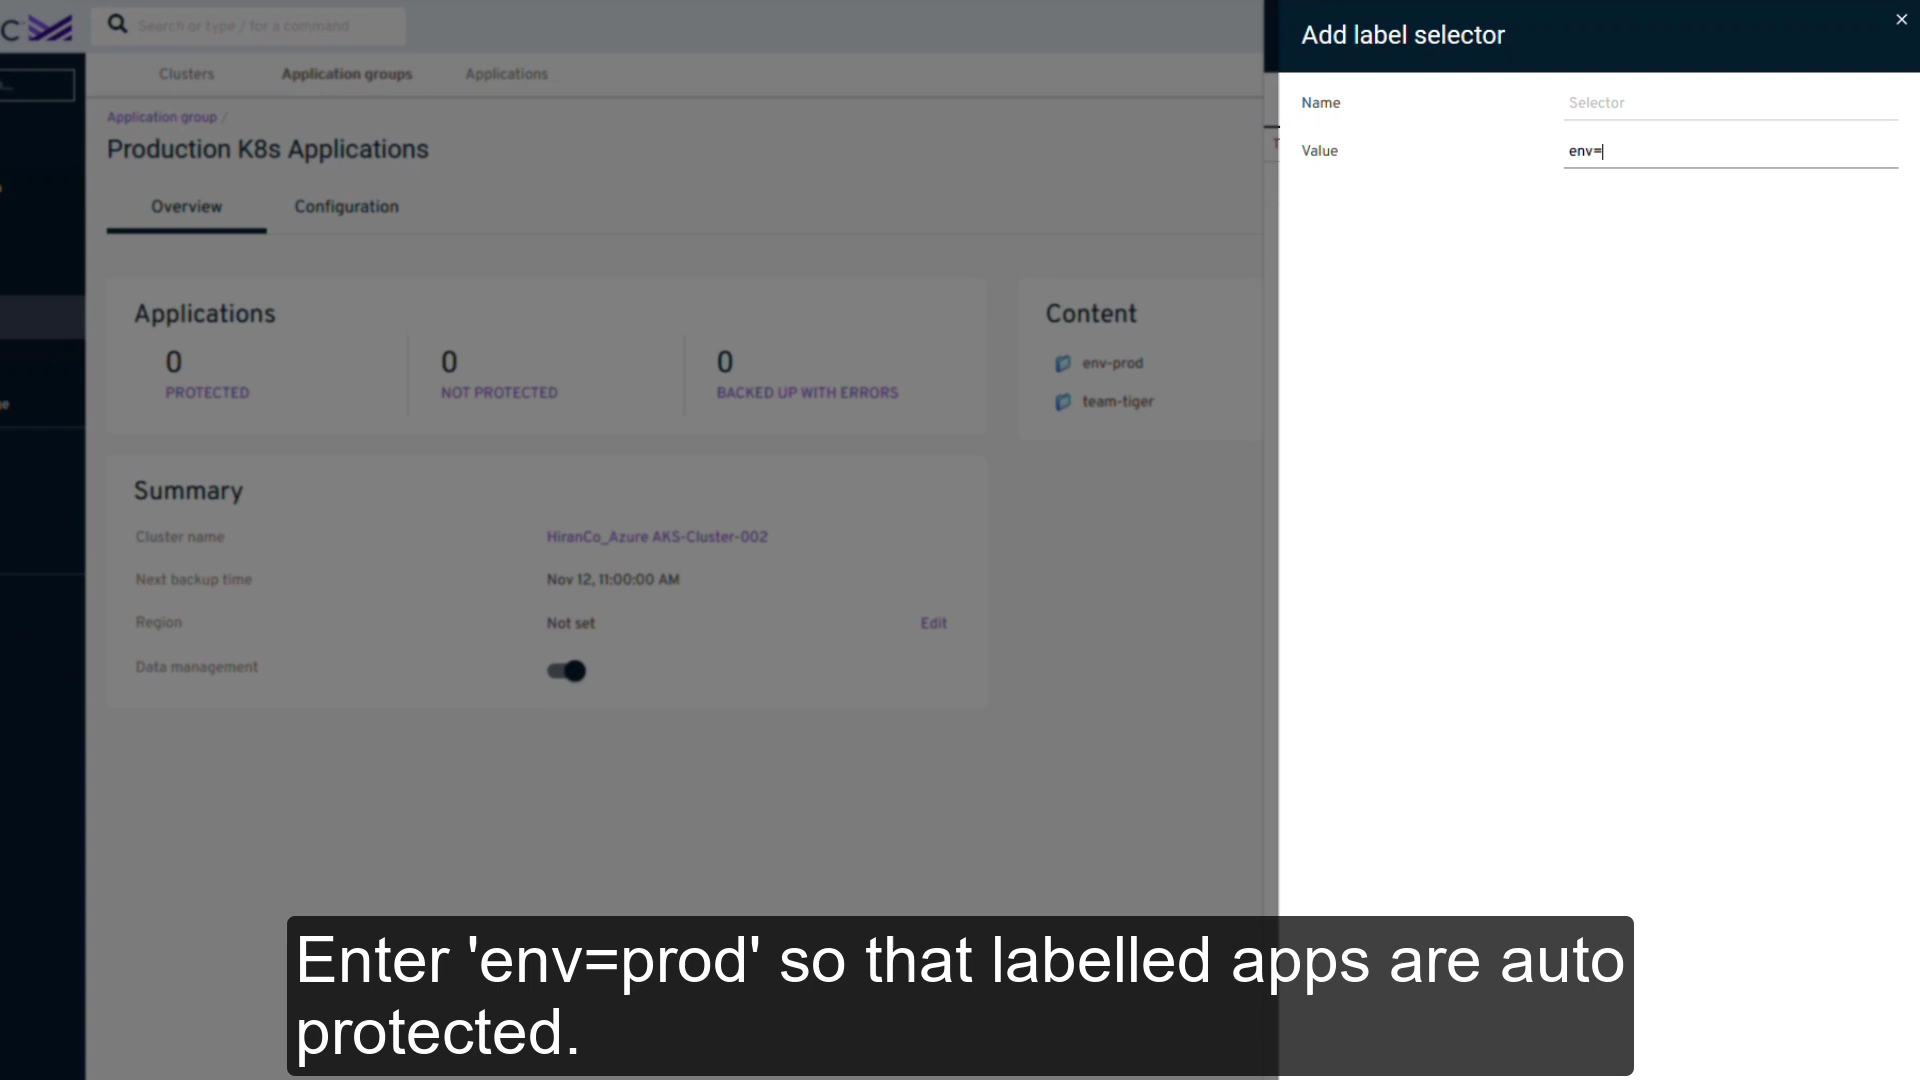 C
Search or type / for a command
Add label selector
Clusters
Application groups
Applications
Application group /
Production K8s Applications
Name
Selector
Value
env=
Overview
Configuration
Applications
0
PROTECTED
0
NOT PROTECTED
0
BACKED UP WITH ERRORS
Content
env-prod
team-tiger
Summary
Cluster name
HiranCo_Azure AKS-Cluster-002
Next backup time
Nov 12, 11:00:00 AM
Region
Not set
Edit
Data management
Enter 'env=prod' so that labelled apps are auto
protected.